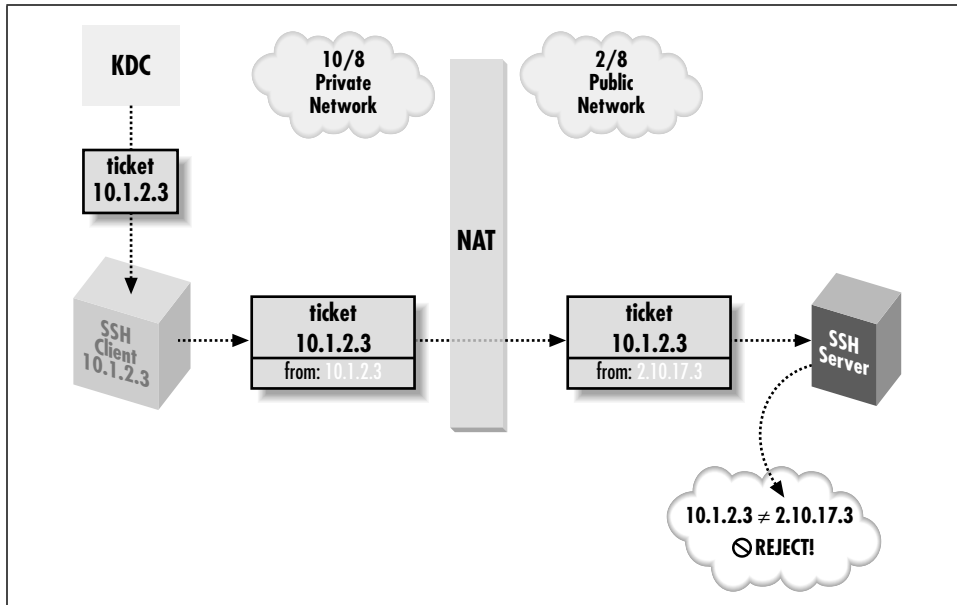 KDC
10/8
Private
Network
2/8
Public
Network
ticket
10.1.2.3
NAT
SSH
Client
10.1.2.3
ticket
10.1.2.3
from: 10.1.2.3
ticket
10.1.2.3
from: 2.10.17.3
SSH
Server
10.1.2.3 ≠ 2.10.17.3
REJECT!